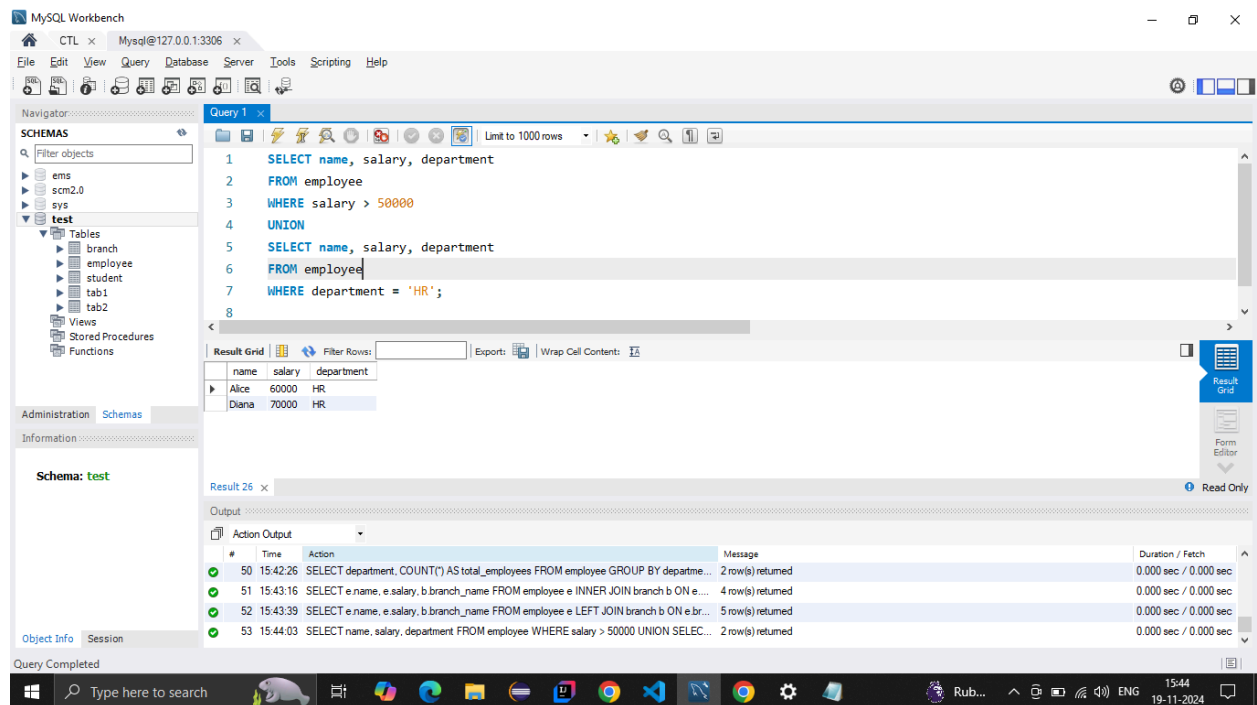 MySQL Workbench
CTL × Mysql@127.0.0.1:3306 ×
File Edit View Query Database Server Tools Scripting Help
Navigator
SCHEMAS
Filter objects
ems
scm2.0
sys
test
Tables
branch
employee
student
tab1
tab2
Views
Stored Procedures
Functions
Administration Schemas
Information
Schema: test
Object Info Session
Query 1 ×
Limit to 1000 rows
1 SELECT name, salary, department
2 FROM employee
3 WHERE salary > 50000
4 UNION
5 SELECT name, salary, department
6 FROM employee
7 WHERE department = 'HR';
8
Result Grid Filter Rows: Export: Wrap Cell Content:
name salary department
Alice 60000 HR
Diana 70000 HR
Result Grid
Form Editor
Result 26 × Read Only
Output
Action Output
# Time Action Message Duration / Fetch
50 15:42:26 SELECT department, COUNT(*) AS total_employees FROM employee GROUP BY departme... 2 row(s) returned 0.000 sec / 0.000 sec
51 15:43:16 SELECT e.name, e.salary, b.branch_name FROM employee e INNER JOIN branch b ON e.... 4 row(s) returned 0.000 sec / 0.000 sec
52 15:43:39 SELECT e.name, e.salary, b.branch_name FROM employee e LEFT JOIN branch b ON e.br... 5 row(s) returned 0.000 sec / 0.000 sec
53 15:44:03 SELECT name, salary, department FROM employee WHERE salary > 50000 UNION SELEC... 2 row(s) returned 0.000 sec / 0.000 sec
Query Completed
Type here to search
Rub... ENG
15:44
19-11-2024